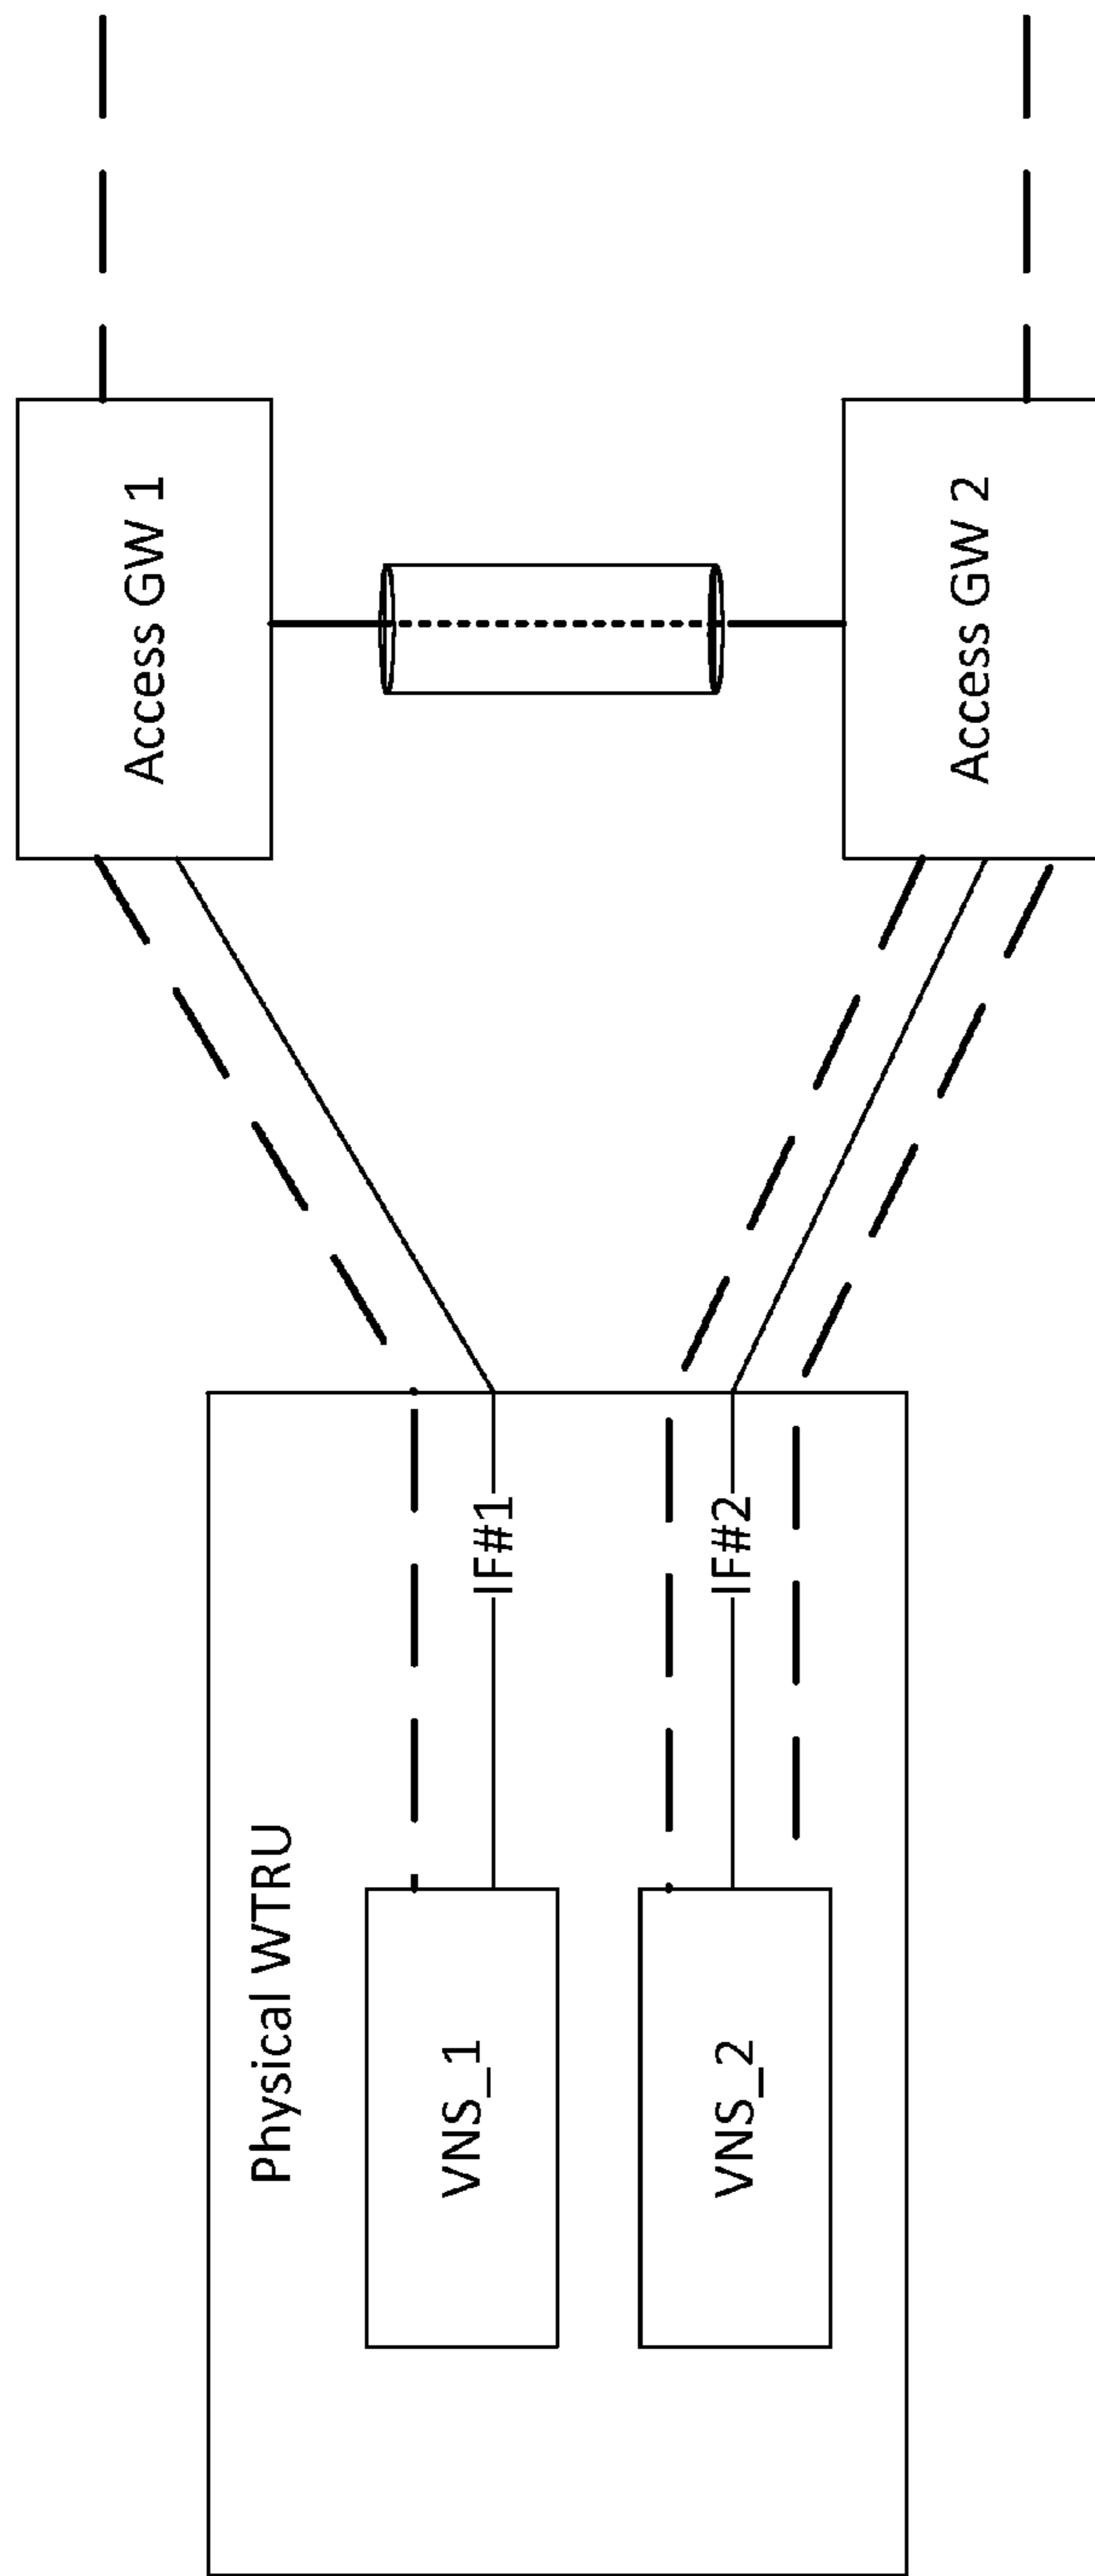 Physical WTRU
VNS_1
IF#1
VNS_2
IF#2
Access GW 1
Access GW 2